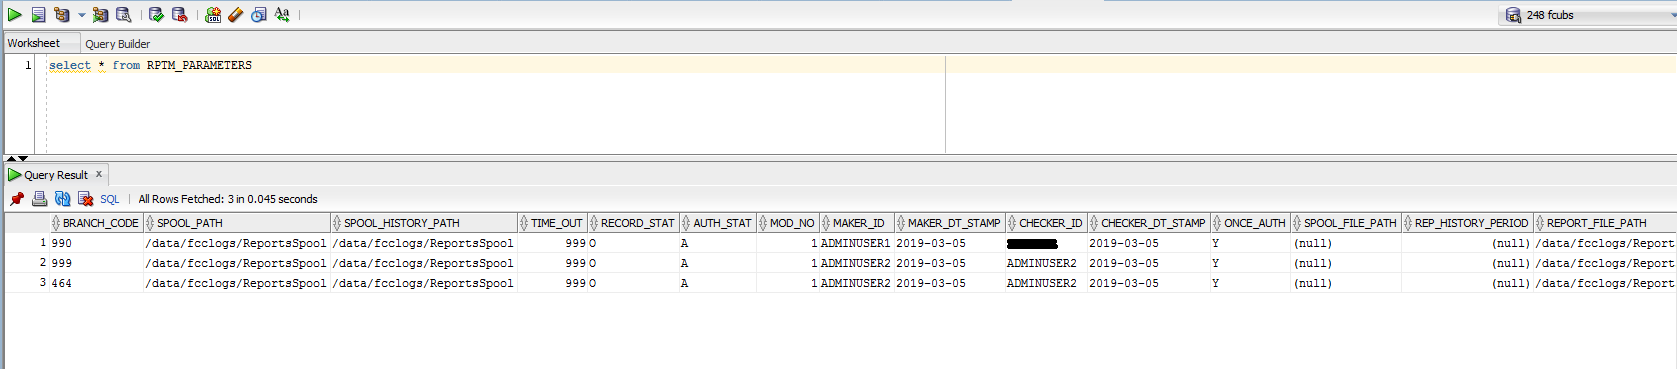 248 fcubs
Worksheet Query Builder
1 select * from RPTM_PARAMETERS
Query Result x
SQL All Rows Fetched: 3 in 0.045 seconds
BRANCH_CODE SPOOL_PATH SPOOL_HISTORY_PATH TIME_OUT RECORD_STAT AUTH_STAT MOD_NO MAKER_ID MAKER_DT_STAMP CHECKER_ID CHECKER_DT_STAMP ONCE_AUTH SPOOL_FILE_PATH REP_HISTORY_PERIOD REPORT_FILE_PATH
1 990 /data/fcclogs/ReportsSpool /data/fcclogs/ReportsSpool 999 O A 1 ADMINUSER1 2019-03-05 2019-03-05 Y (null) (null) /data/fcclogs/Report
2 999 /data/fcclogs/ReportsSpool /data/fcclogs/ReportsSpool 999 O A 1 ADMINUSER2 2019-03-05 ADMINUSER2 2019-03-05 Y (null) (null) /data/fcclogs/Report
3 464 /data/fcclogs/ReportsSpool /data/fcclogs/ReportsSpool 999 O A 1 ADMINUSER2 2019-03-05 ADMINUSER2 2019-03-05 Y (null) (null) /data/fcclogs/Report